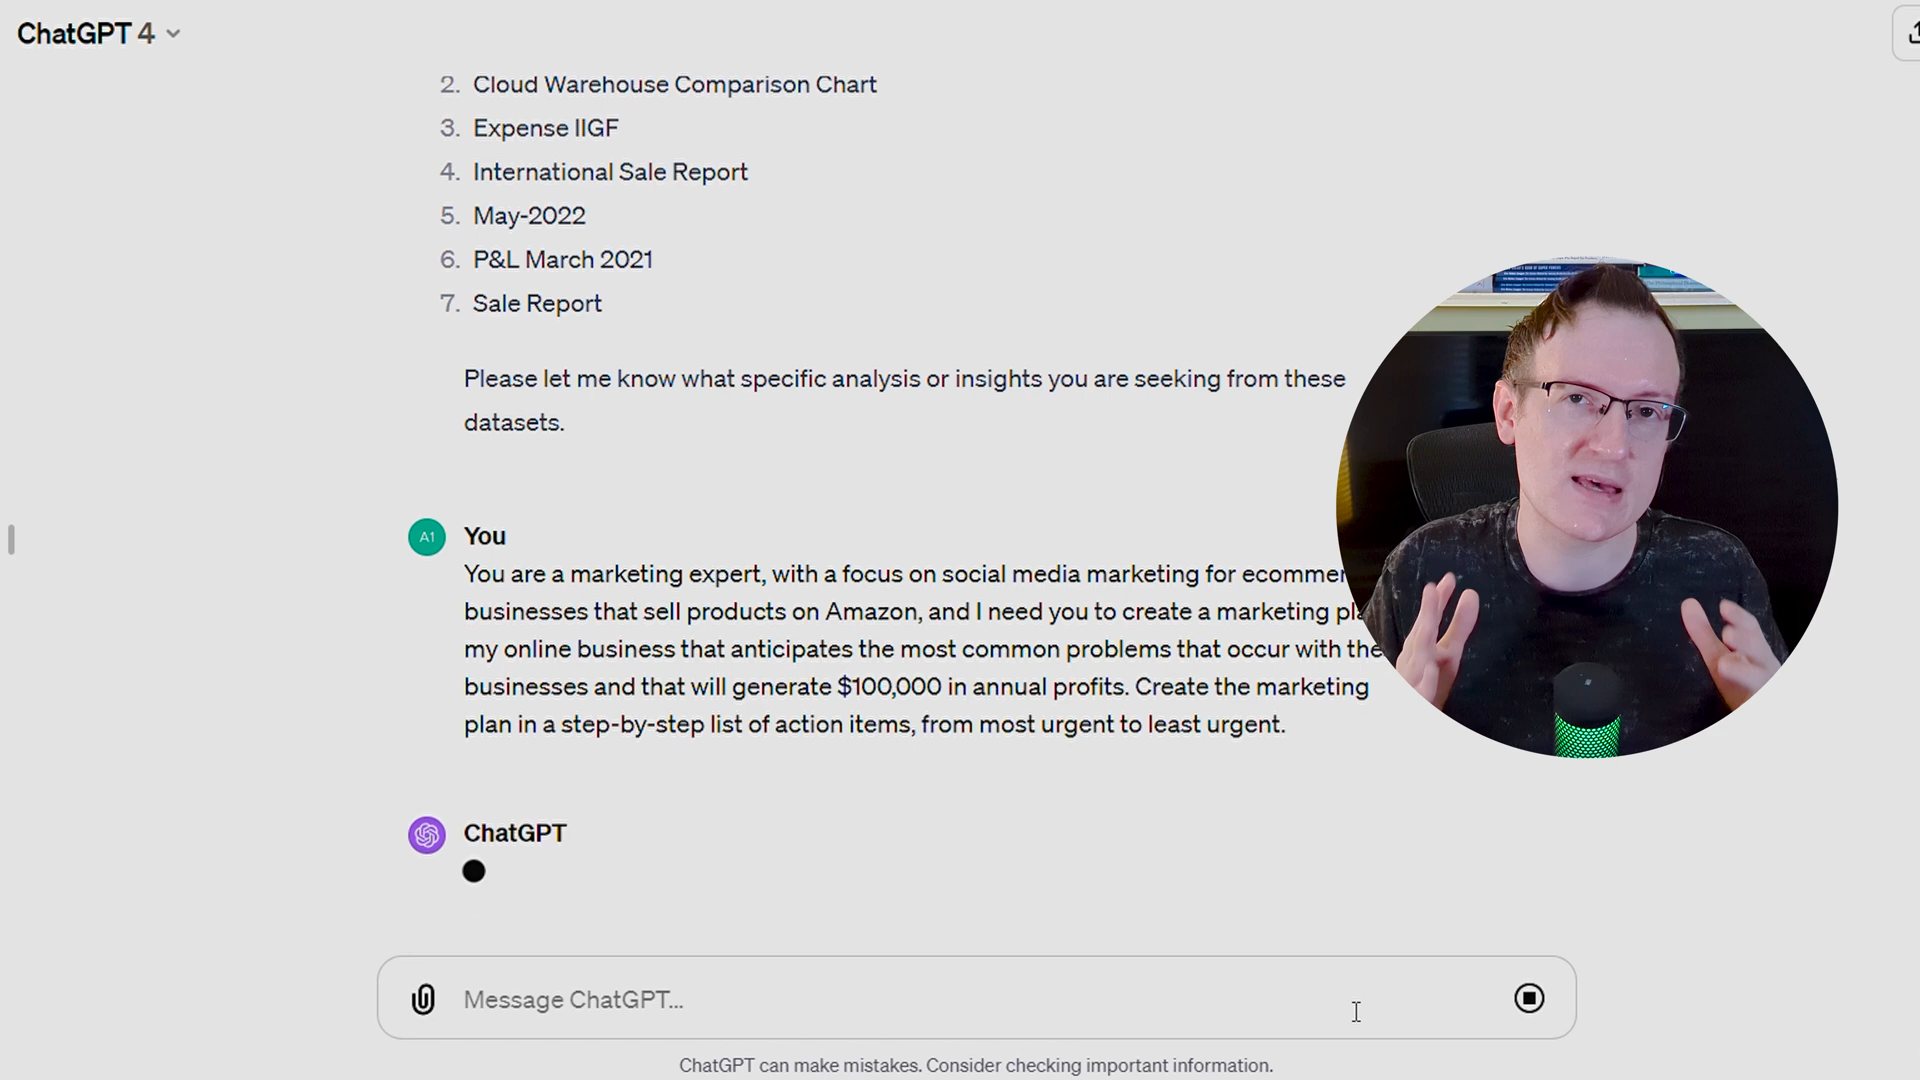 ChatGPT 4
2. Cloud Warehouse Comparison Chart
3. Expense IIGF
4. International Sale Report
5. May-2022
6. P&L March 2021
7. Sale Report
Please let me know what specific analysis or insights you are seeking from these
datasets.
A1
You
You are a marketing expert, with a focus on social media marketing for
businesses that sell products on Amazon, and I need you to create a marketing
my online business that anticipates the most common problems that occur with
businesses and that will generate $100,000 in annual profits. Create the marketing
plan in a step-by-step list of action items, from most urgent to least urgent.
ChatGPT
Message ChatGPT...
ChatGPT can make mistakes. Consider checking important information.